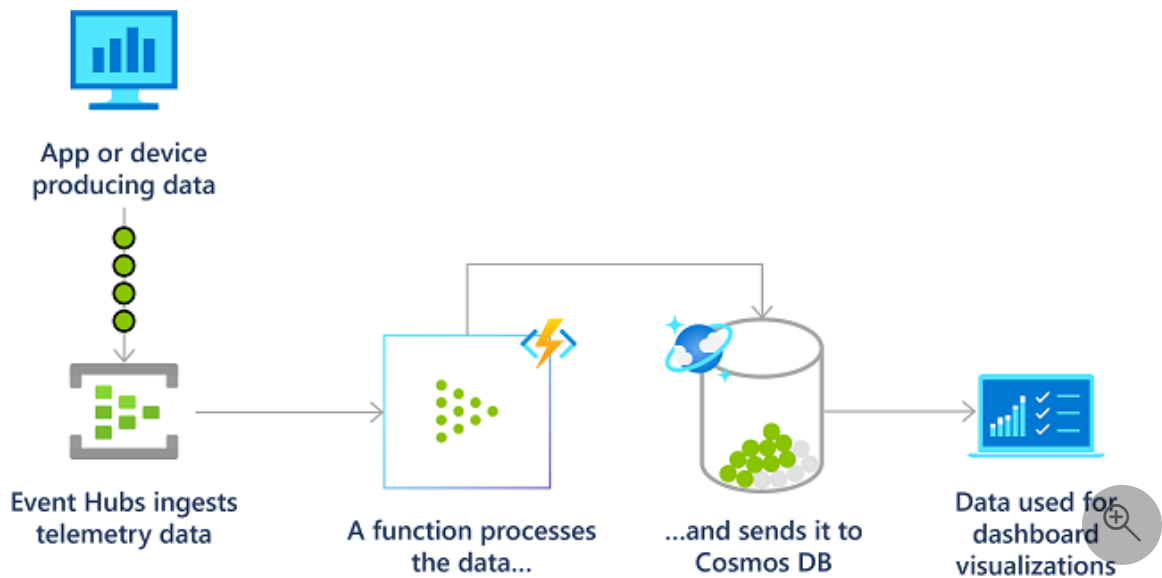 App or device
producing data
Event Hubs ingests
telemetry data
A function processes
the data...
...and sends it to
Cosmos DB
Data used for
dashboard
visualizations